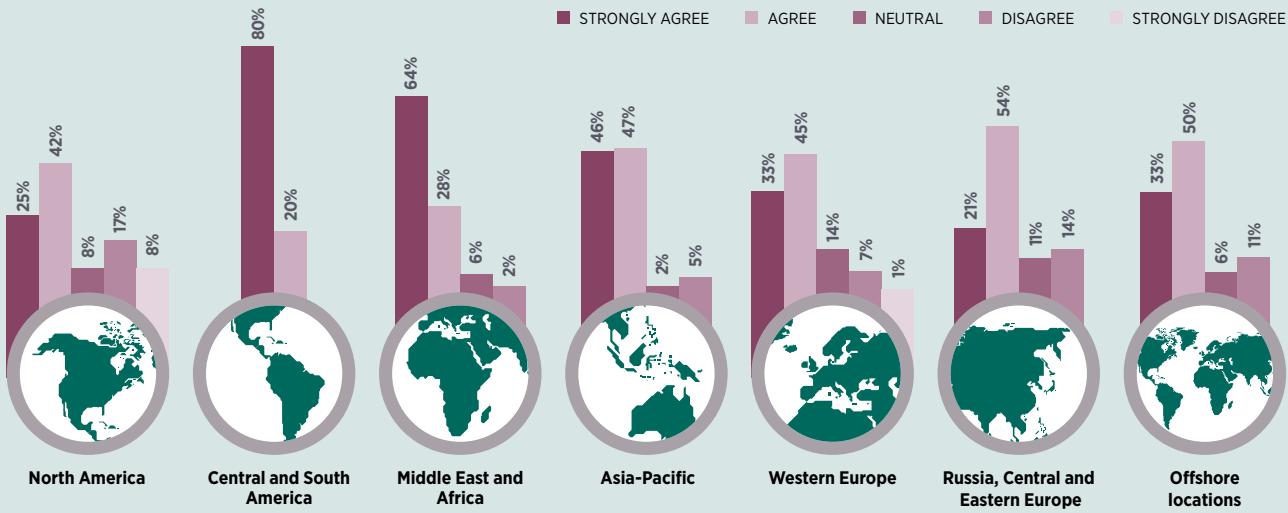 STRONGLY AGREE AGREE NEUTRAL DISAGREE STRONGLY DISAGREE
25% 42% 8% 17% 8%
80% 20%
64% 28% 6% 2%
46% 47% 2% 5%
33% 45% 14% 7% 1%
21% 54% 11% 14%
33% 50% 6% 11%
North America
Central and South
America
Middle East and
Africa
Asia-Pacific
Western Europe
Russia, Central and
Eastern Europe
Offshore
locations